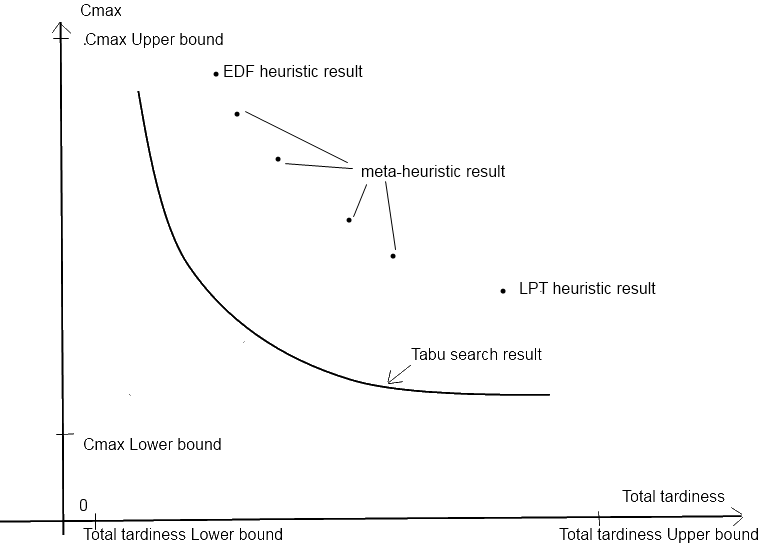 Cmax
.Cmax Upper bound
EDF heuristic result
meta-heuristic result
LPT heuristic result
Tabu search result
Cmax Lower bound
Total tardiness
0
Total tardiness Lower bound
Total tardiness Upper bound